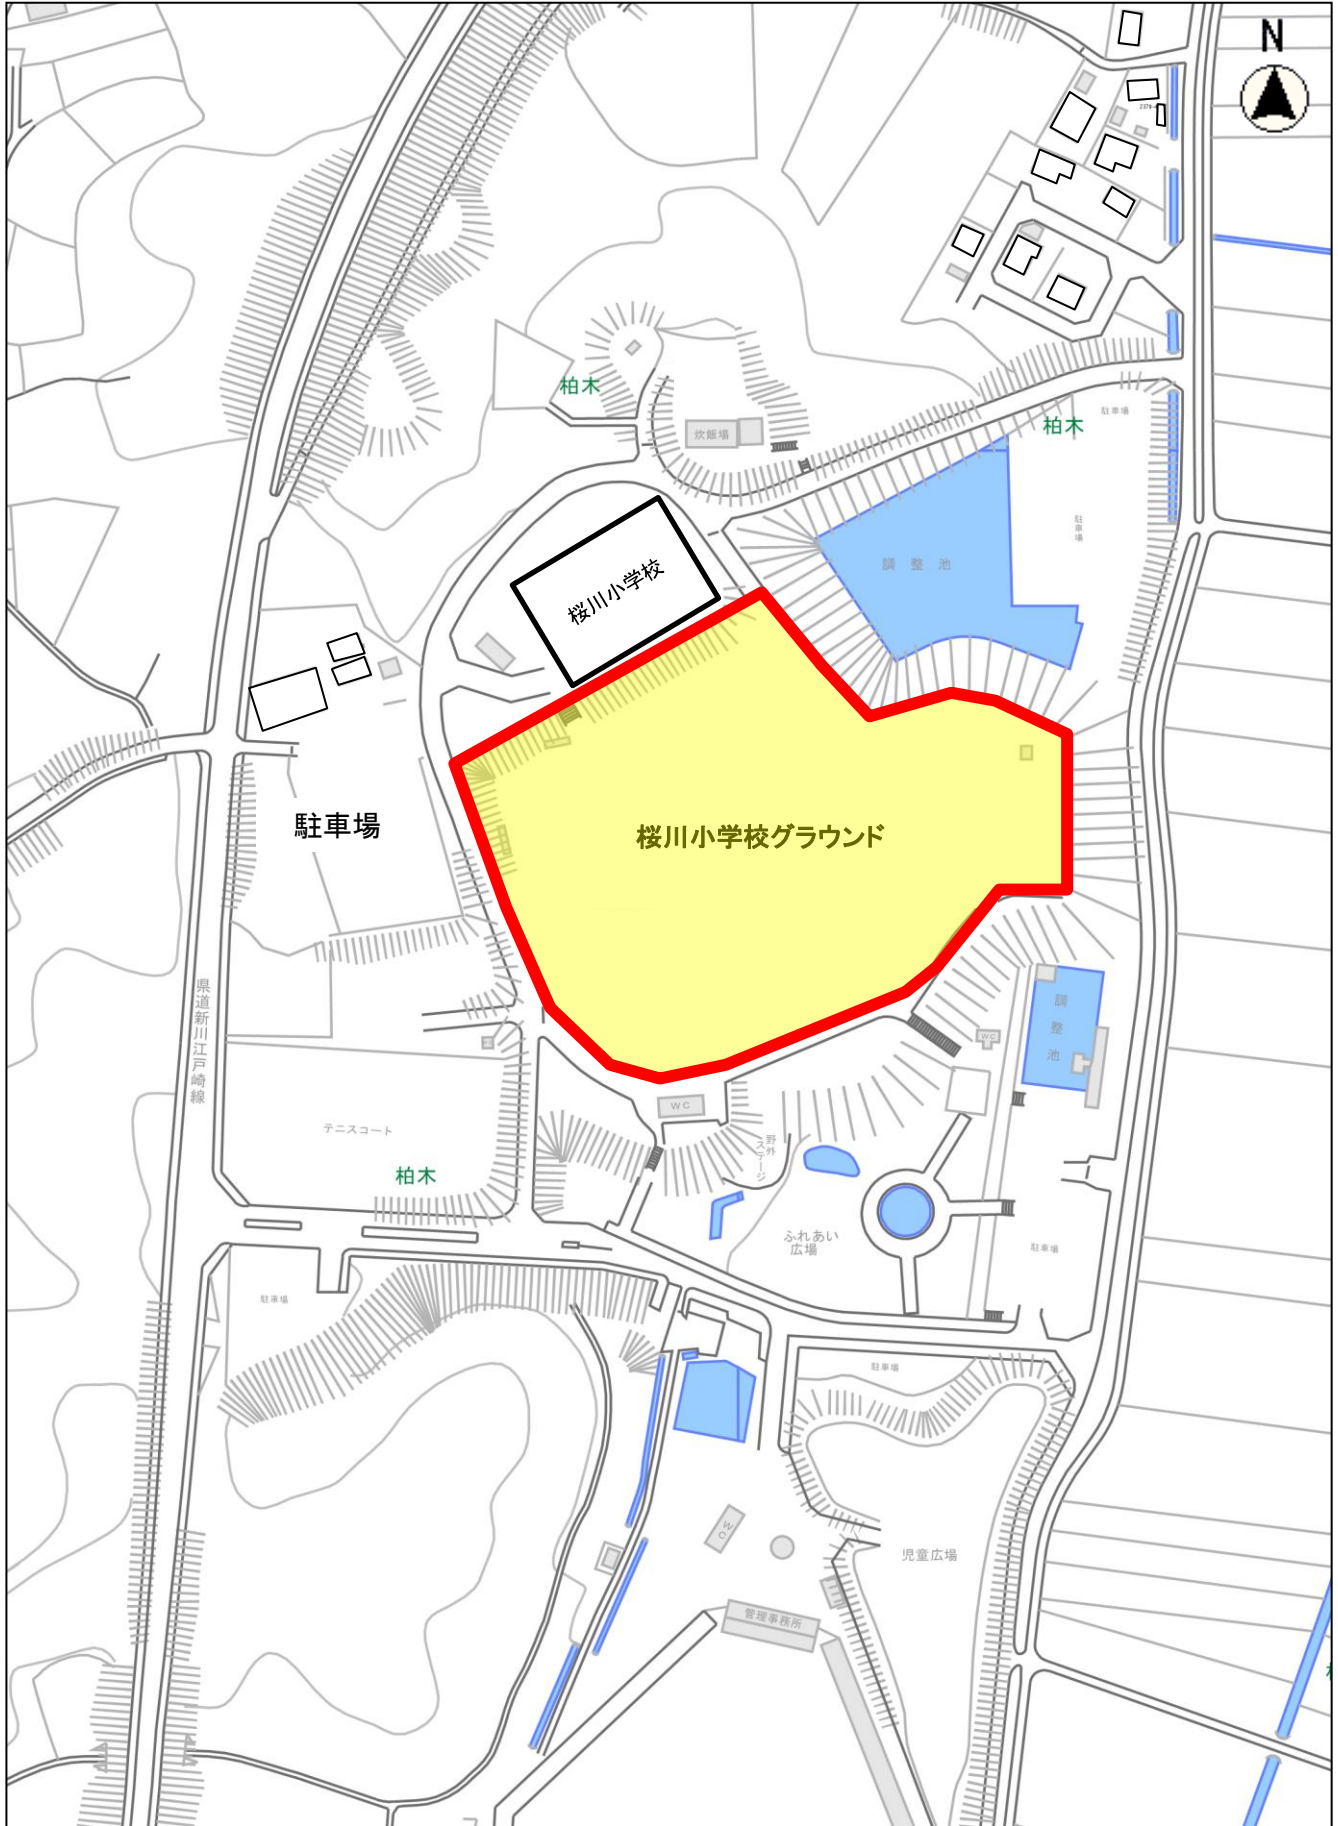 N
柏木
炊飯場
駐車場
柏木
駐車場
調 整 池
桜川小学校
駐車場
桜川小学校グラウンド
県道新川江戸崎線
調整池
WC
WC
テニスコート
野外ステージ
柏木
ふれあい
広場
駐車場
駐車場
駐車場
WC
児童広場
管理事務所